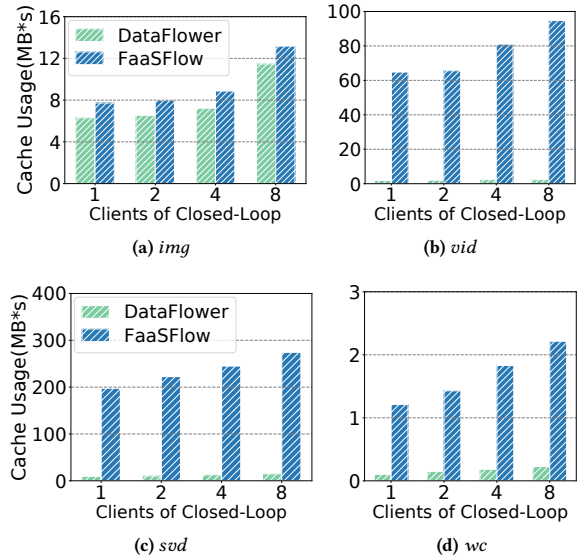 Cache Usage(MB*s)
16
12
8
4
0
DataFlower
FaaSFlow
1 2 4 8
Clients of Closed-Loop
(a) img
100
80
60
40
20
0
1 2 4 8
Clients of Closed-Loop
(b) vid
Cache Usage(MB*s)
400
300
200
100
0
DataFlower
FaaSFlow
1 2 4 8
Clients of Closed-Loop
(c) svd
3
2
1
0
1 2 4 8
Clients of Closed-Loop
(d) wc